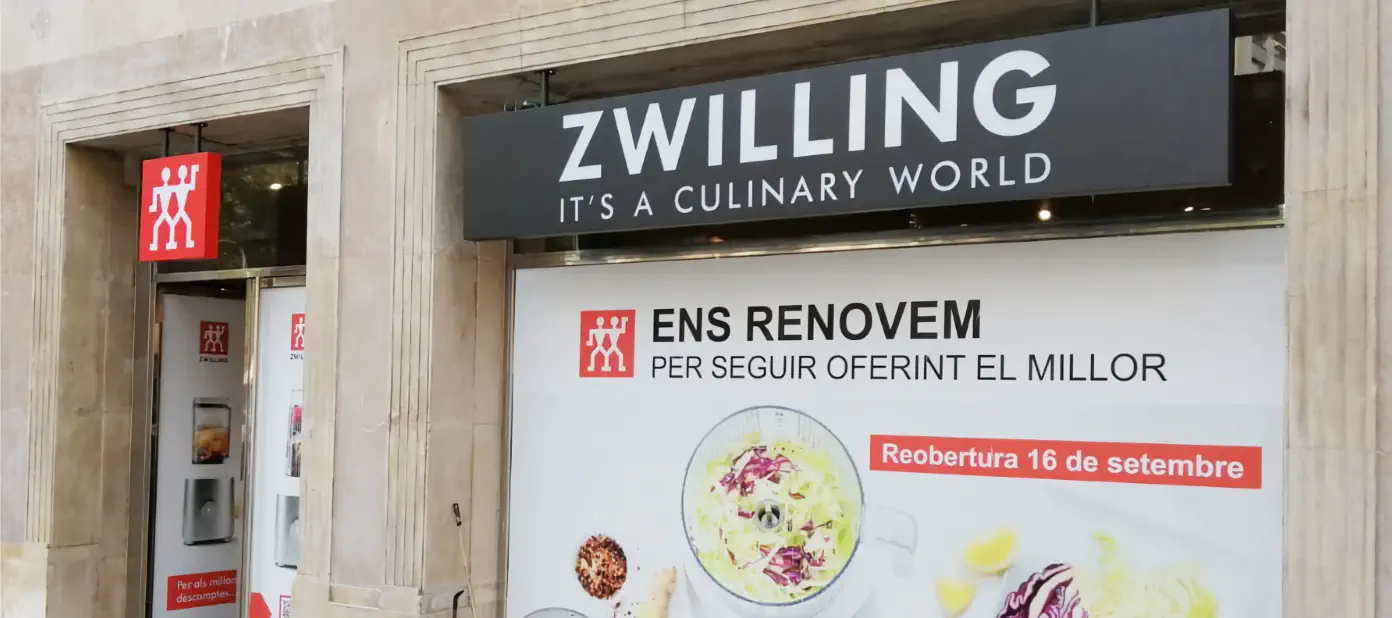 ZWILLING
IT'S A CULINARY WORLD
ENS RENOVEM
PER SEGUIR OFERINT EL MILLOR
Reobertura 16 de setembre
ZWILLING
ZWILLING
Per als millors
descomptes...